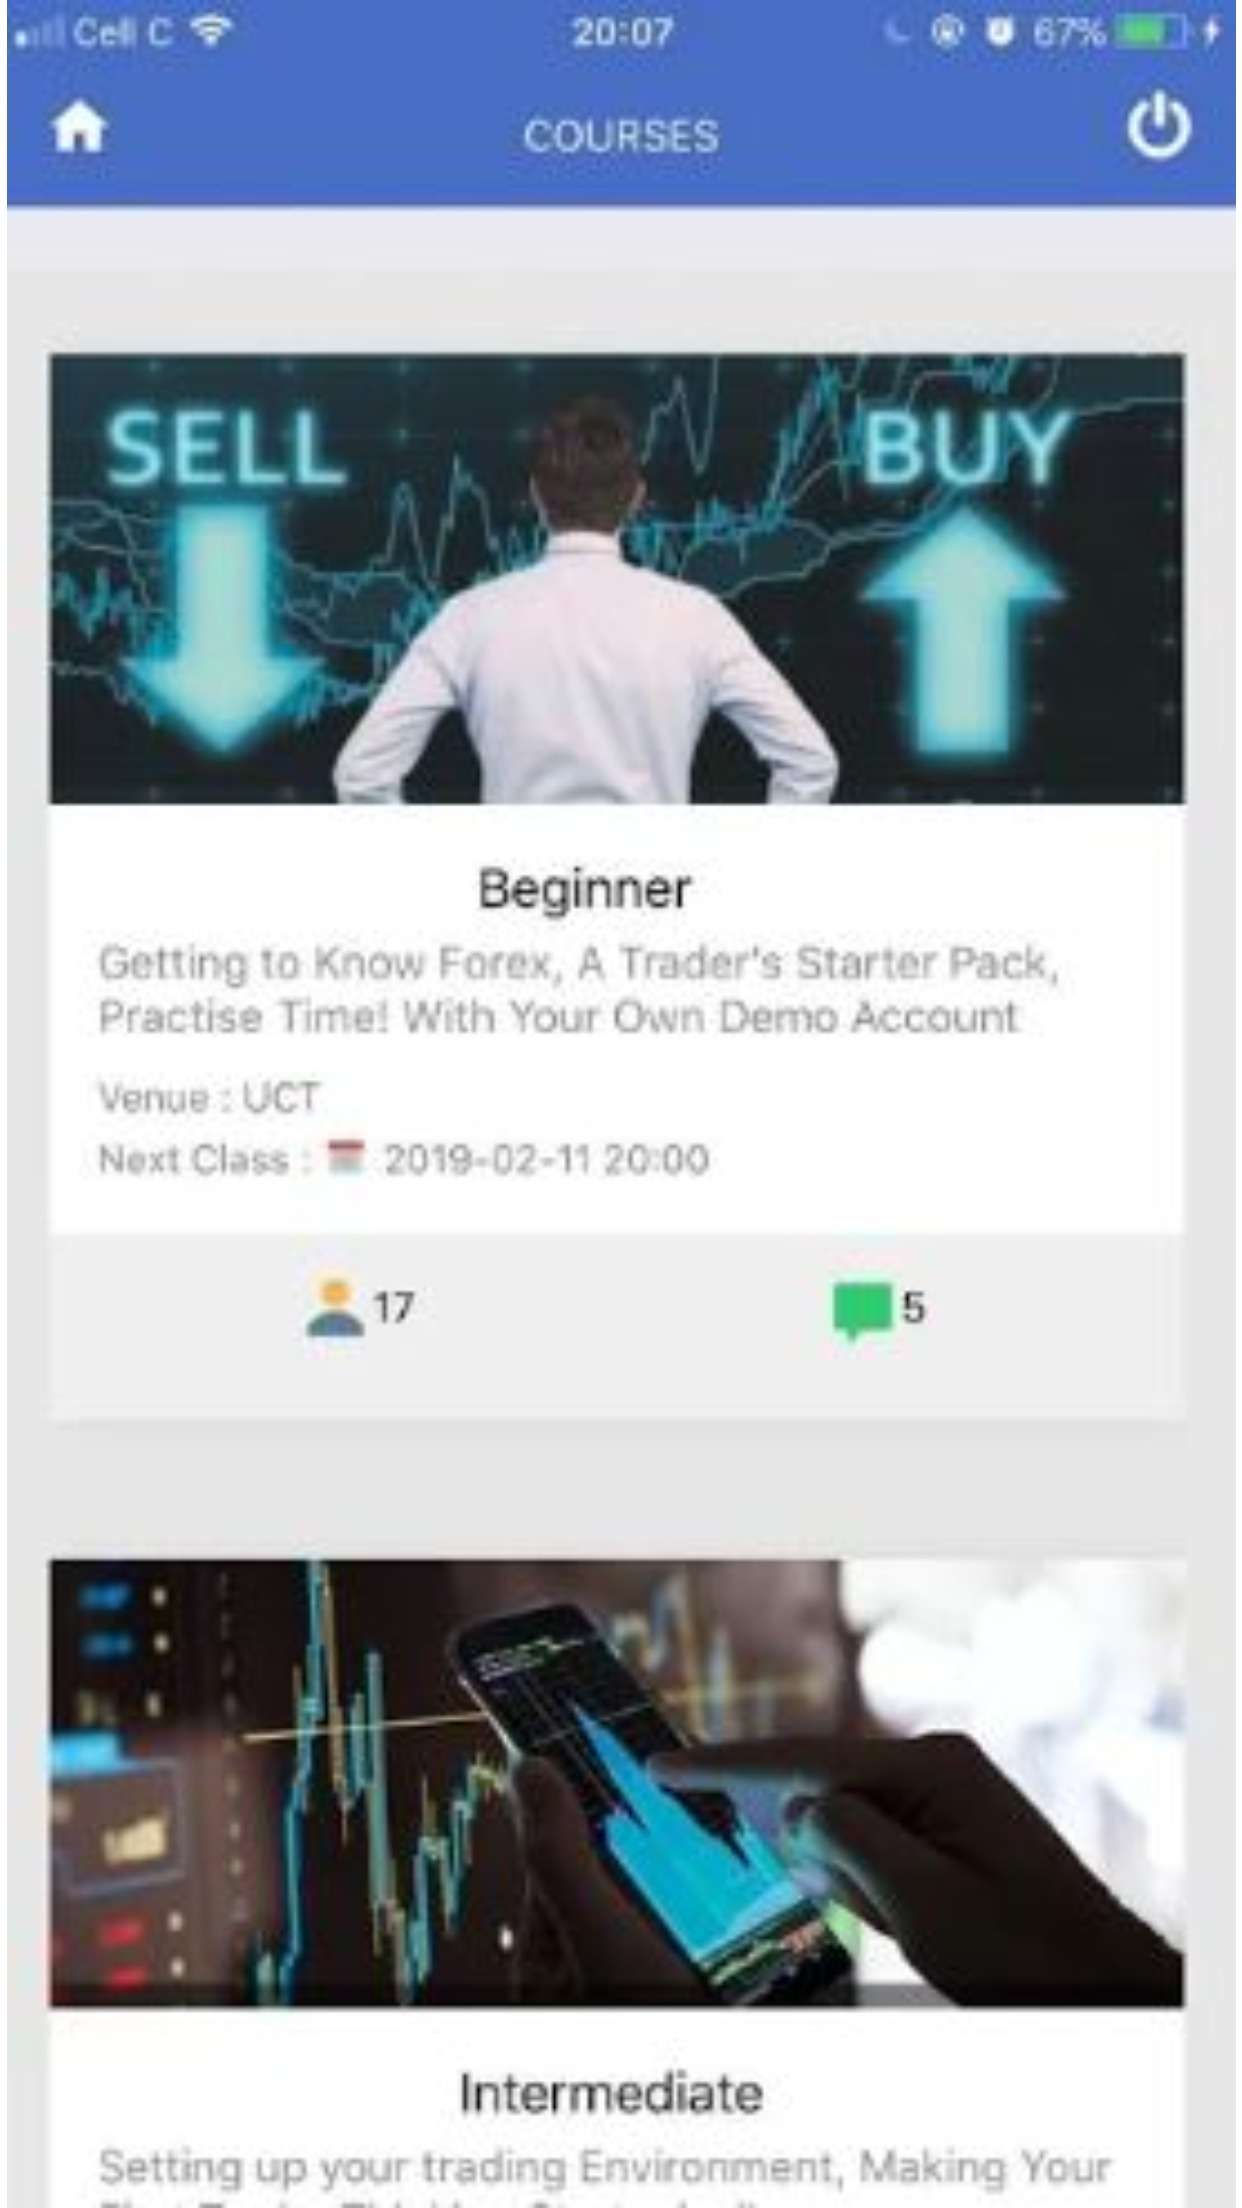 Cell C 20:07 67%
COURSES
SELL BUY
Beginner
Getting to Know Forex, A Trader's Starter Pack,
Practise Time! With Your Own Demo Account
Venue : UCT
Next Class : 2019-02-11 20:00
17 5
Intermediate
Setting up your trading Environment, Making Your